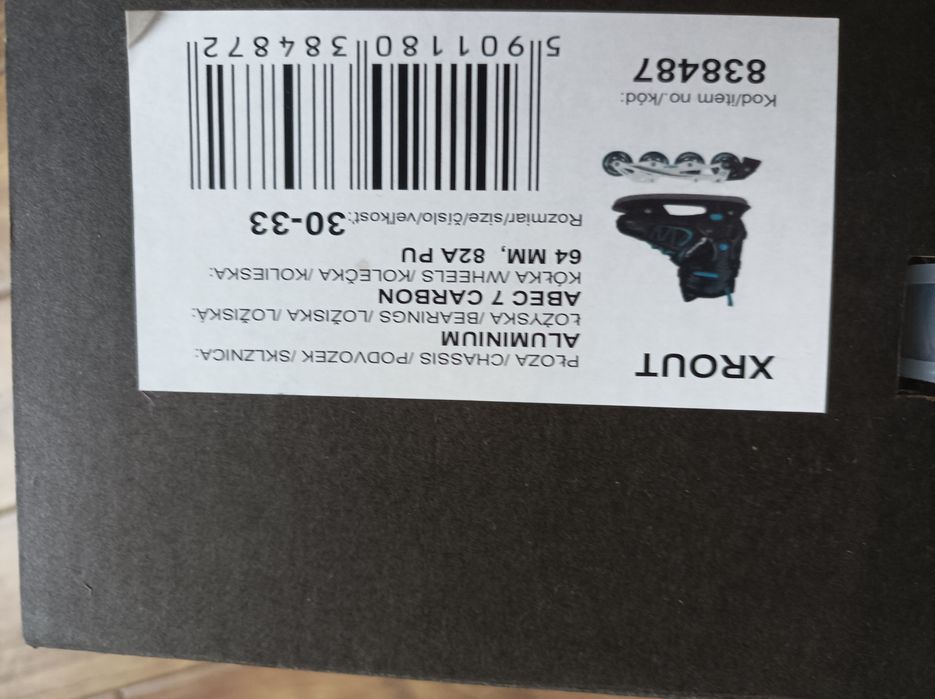 XROUT
PŁOZA /CHASSIS /PODVOZEK /SKLZNICA:
ALUMINIUM
ŁOŻYSKA /BEARINGS /LOŽISKA /LOŽISKÁ:
ABEC 7 CARBON
KÓŁKA /WHEELS /KOLEČKA /KOLIESKA:
64 MM, 82A PU
Rozmiar/size/číslo/veľkosť: 30-33
Kod/item no./kód:
838487
5 901180 384872